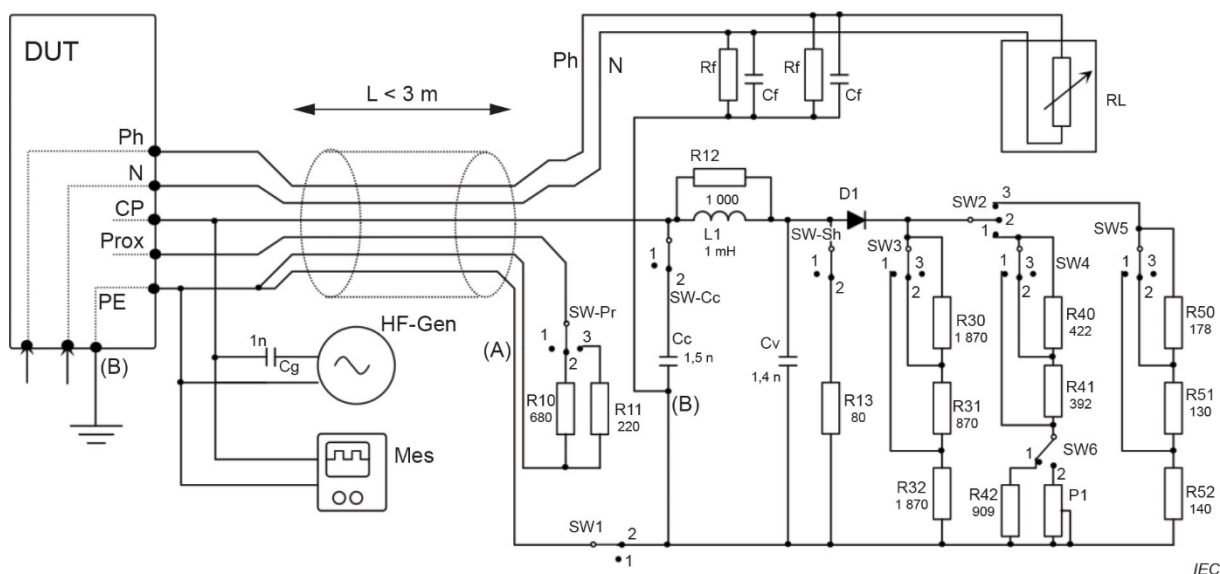 DUT
Ph
N
L < 3 m
Rf
Cf
Rf
Cf
RL
Ph
N
CP
Prox
PE
(B)
R12
1 000
L1
1 mH
D1
SW2
3
2
1
SW-Sh
1
2
SW3
1
3
2
SW4
1
3
2
SW5
1
3
2
1
2
SW-Cc
HF-Gen
1n
Cg
(A)
SW-Pr
1
3
2
R10
680
R11
220
Cc
1,5 n
(B)
Cv
1,4 n
R13
80
R30
1 870
R31
870
R32
1 870
R40
422
R41
392
SW6
1
2
R42
909
P1
R50
178
R51
130
R52
140
Mes
SW1
2
1
IEC